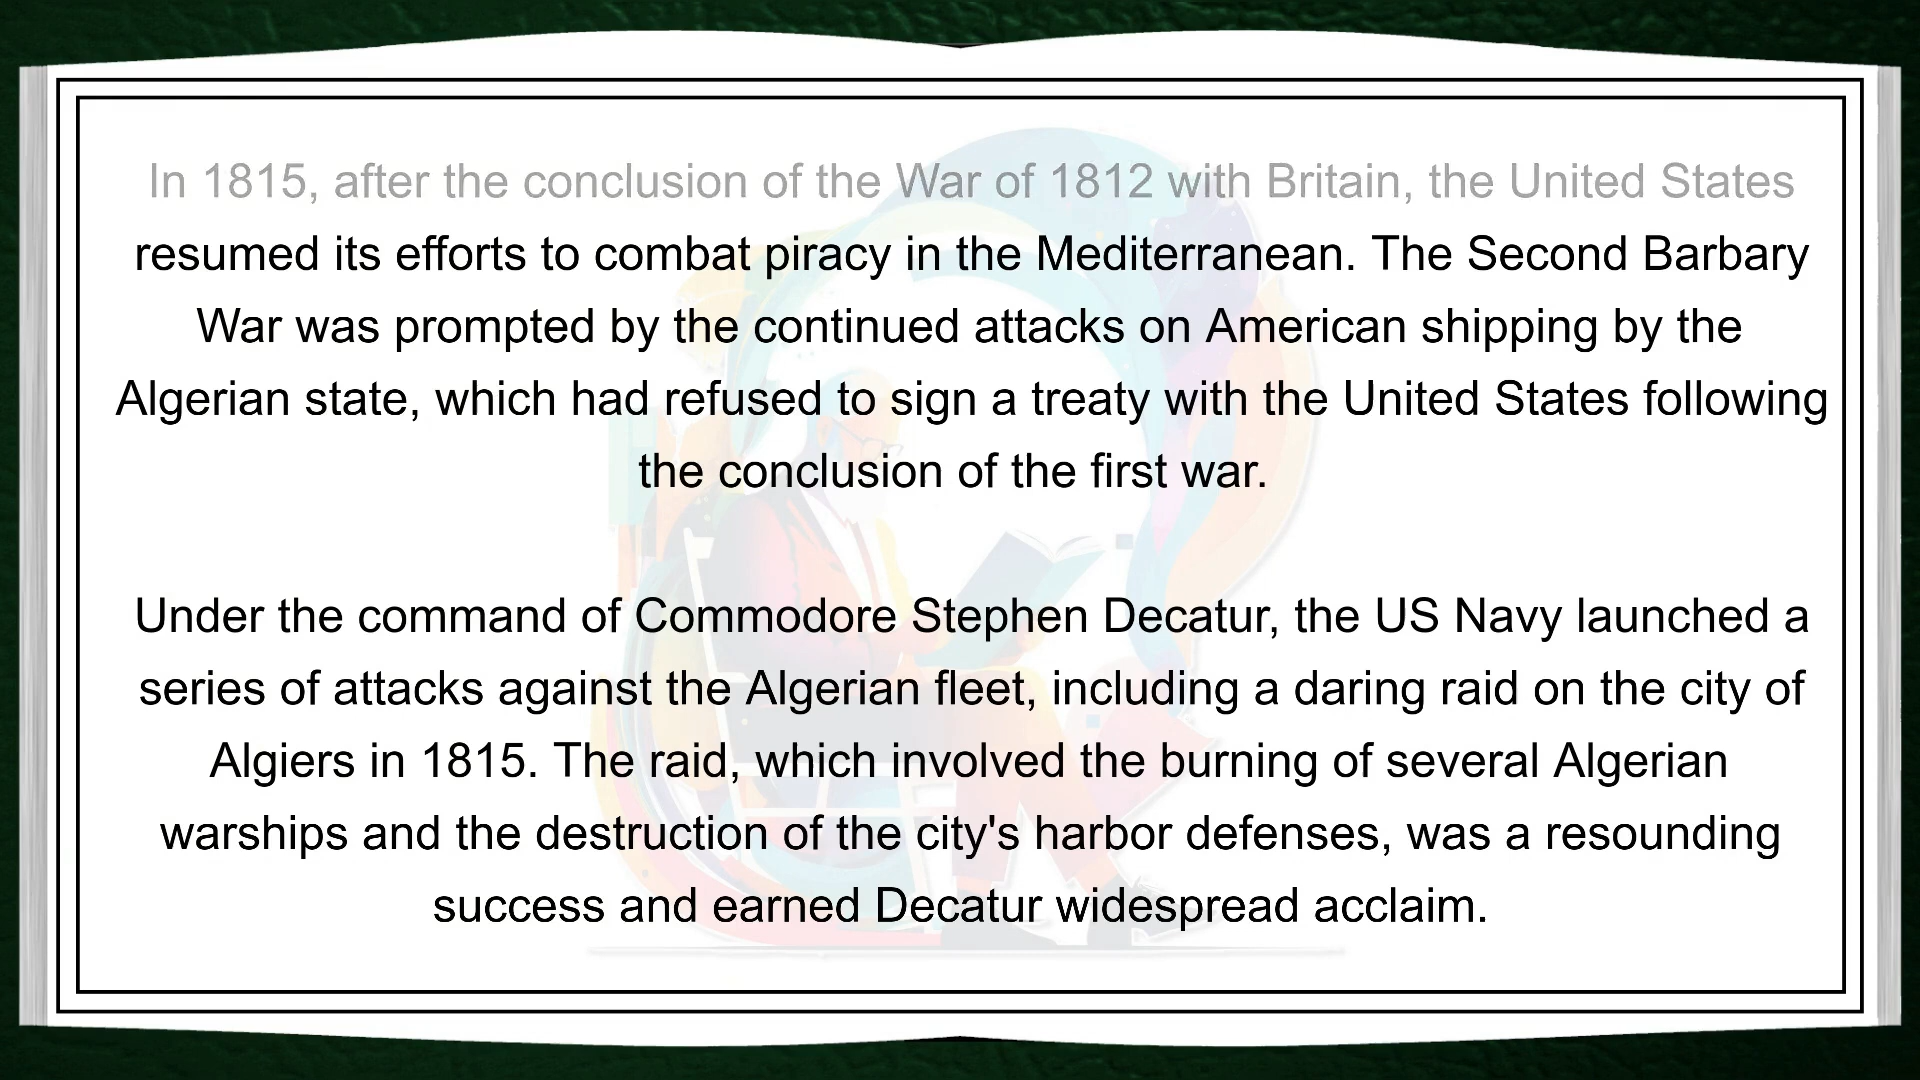 In 1815, after the conclusion of the War of 1812 with Britain, the United States
resumed its efforts to combat piracy in the Mediterranean. The Second Barbary
War was prompted by the continued attacks on American shipping by the
Algerian state, which had refused to sign a treaty with the United States following
the conclusion of the first war.
Under the command of Commodore Stephen Decatur, the US Navy launched a
series of attacks against the Algerian fleet, including a daring raid on the city of
Algiers in 1815. The raid, which involved the burning of several Algerian
warships and the destruction of the city's harbor defenses, was a resounding
success and earned Decatur widespread acclaim.